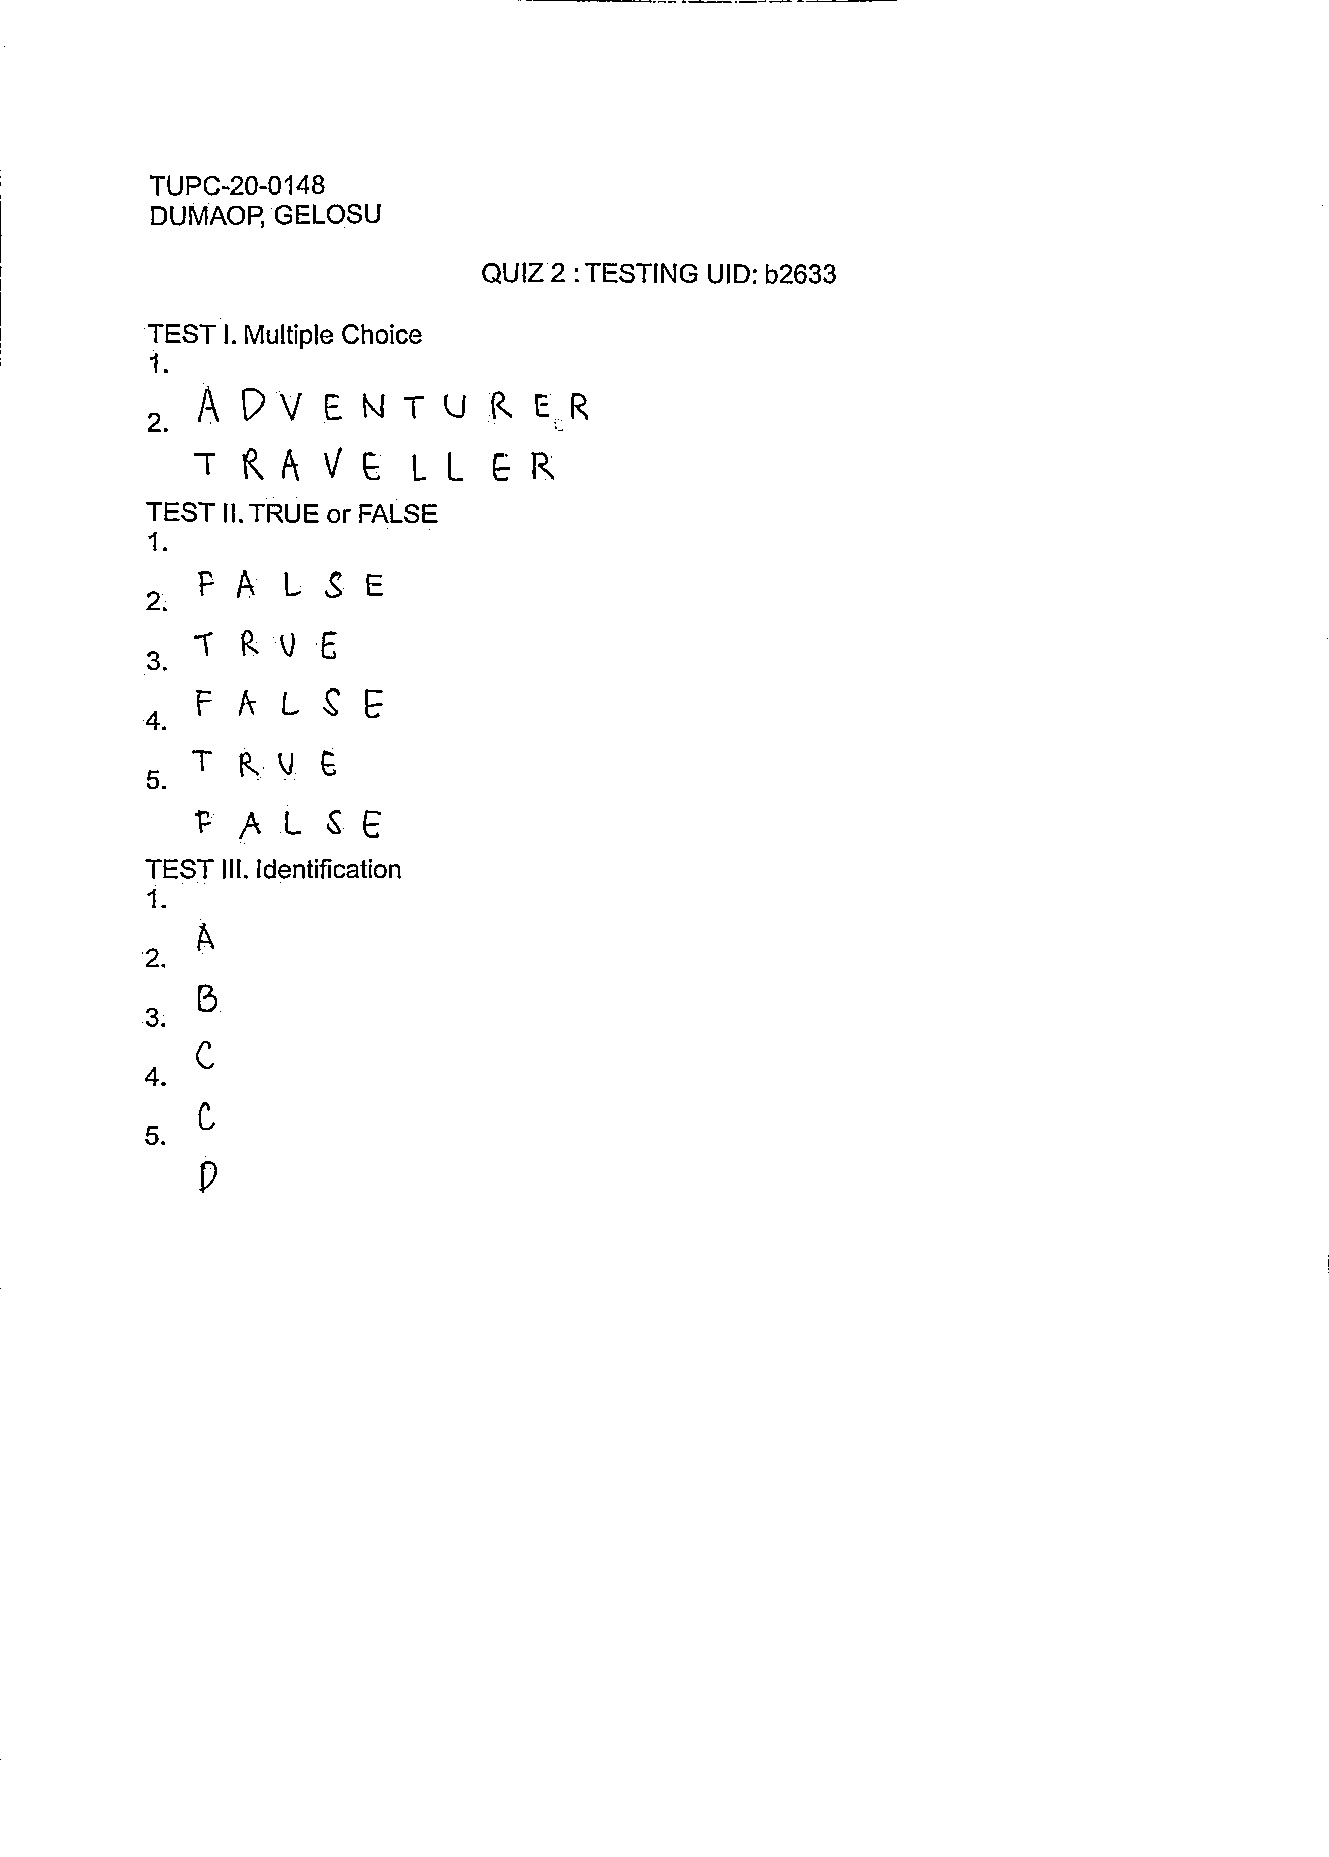 TUPC-20-0148
DUMAOP, GELOSU
QUIZ 2 : TESTING UID: b2633
TEST I. Multiple Choice
1.
ADVENTURER
2.
TRAVELLER
TEST II. TRUE or FALSE
1.
FALSE
2.
TRUE
3.
FALSE
4.
TRUE
5.
FALSE
TEST III. Identification
1.
A
2.
B
3.
C
4.
C
5.
D